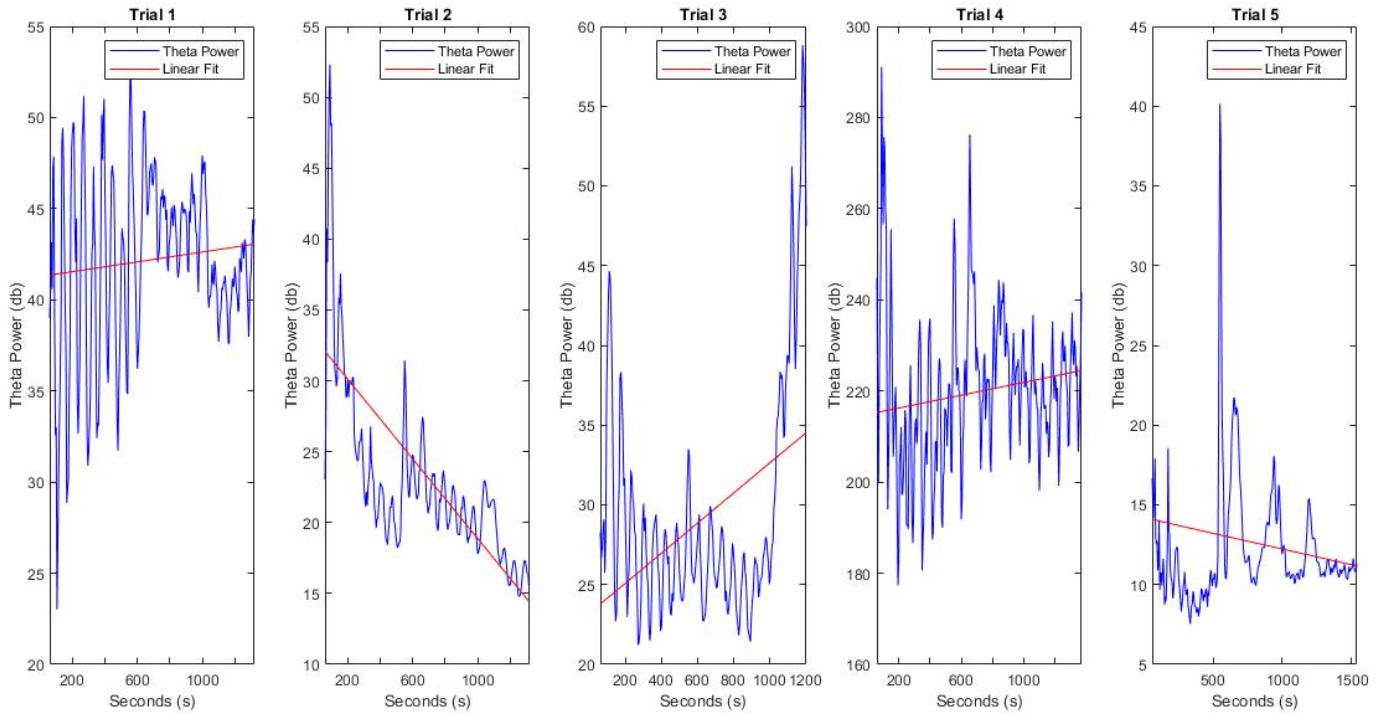 Trial 1
Theta Power
Linear Fit
55
50
45
40
35
30
25
20
Theta Power (db)
200 600 1000
Seconds (s)
Trial 2
Theta Power
Linear Fit
55
50
45
40
35
30
25
20
15
10
Theta Power (db)
200 600 1000
Seconds (s)
Trial 3
Theta Power
Linear Fit
60
55
50
45
40
35
30
25
20
Theta Power (db)
200 400 600 800 1000 1200
Seconds (s)
Trial 4
Theta Power
Linear Fit
300
280
260
240
220
200
180
160
Theta Power (db)
200 600 1000
Seconds (s)
Trial 5
Theta Power
Linear Fit
45
40
35
30
25
20
15
10
5
Theta Power (db)
500 1000 1500
Seconds (s)